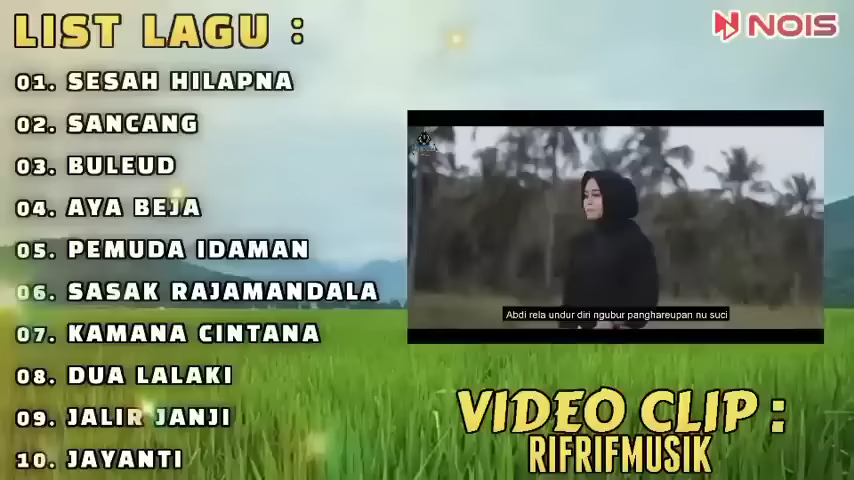 LIST LAGU :
01. SESAH HILAPNA
02. SANCANG
03. BULEUD
04. AYA BEJA
05. PEMUDA IDAMAN
06. SASAK RAJAMANDALA
07. KAMANA CINTANA
08. DUA LALAKI
09. JALIR JANJI
10. JAYANTI
NOIS
Abdi rela undur diri ngubur panghareupan nu suci
VIDEO CLIP :
RIFRIFMUSIK